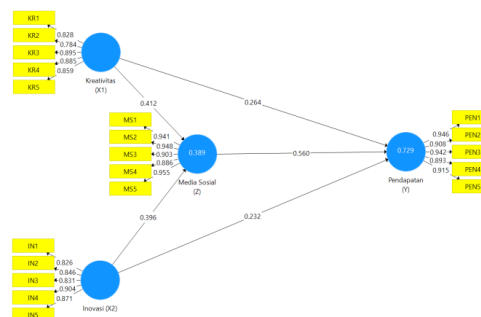 KR1
KR2
KR3
KR4
KR5
0.828
0.784
0.895
0.885
0.859
Kreativitas
(X1)
0.412
0.264
MS1
MS2
MS3
MS4
MS5
0.941
0.948
0.903
0.886
0.955
0.389
Media Sosial
(Z)
0.560
0.729
Pendapatan
(Y)
0.946
0.908
0.942
0.893
0.915
PEN1
PEN2
PEN3
PEN4
PEN5
0.396
0.232
IN1
IN2
IN3
IN4
IN5
0.826
0.846
0.831
0.904
0.871
Inovasi (X2)